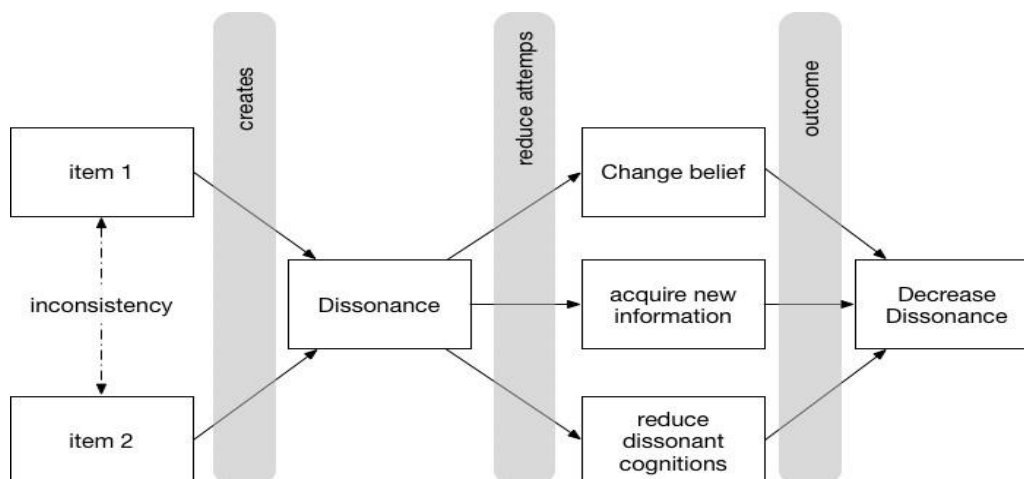 creates
reduce attemps
outcome
item 1
Change belief
inconsistency
Dissonance
acquire new
information
Decrease
Dissonance
item 2
reduce
dissonant
cognitions